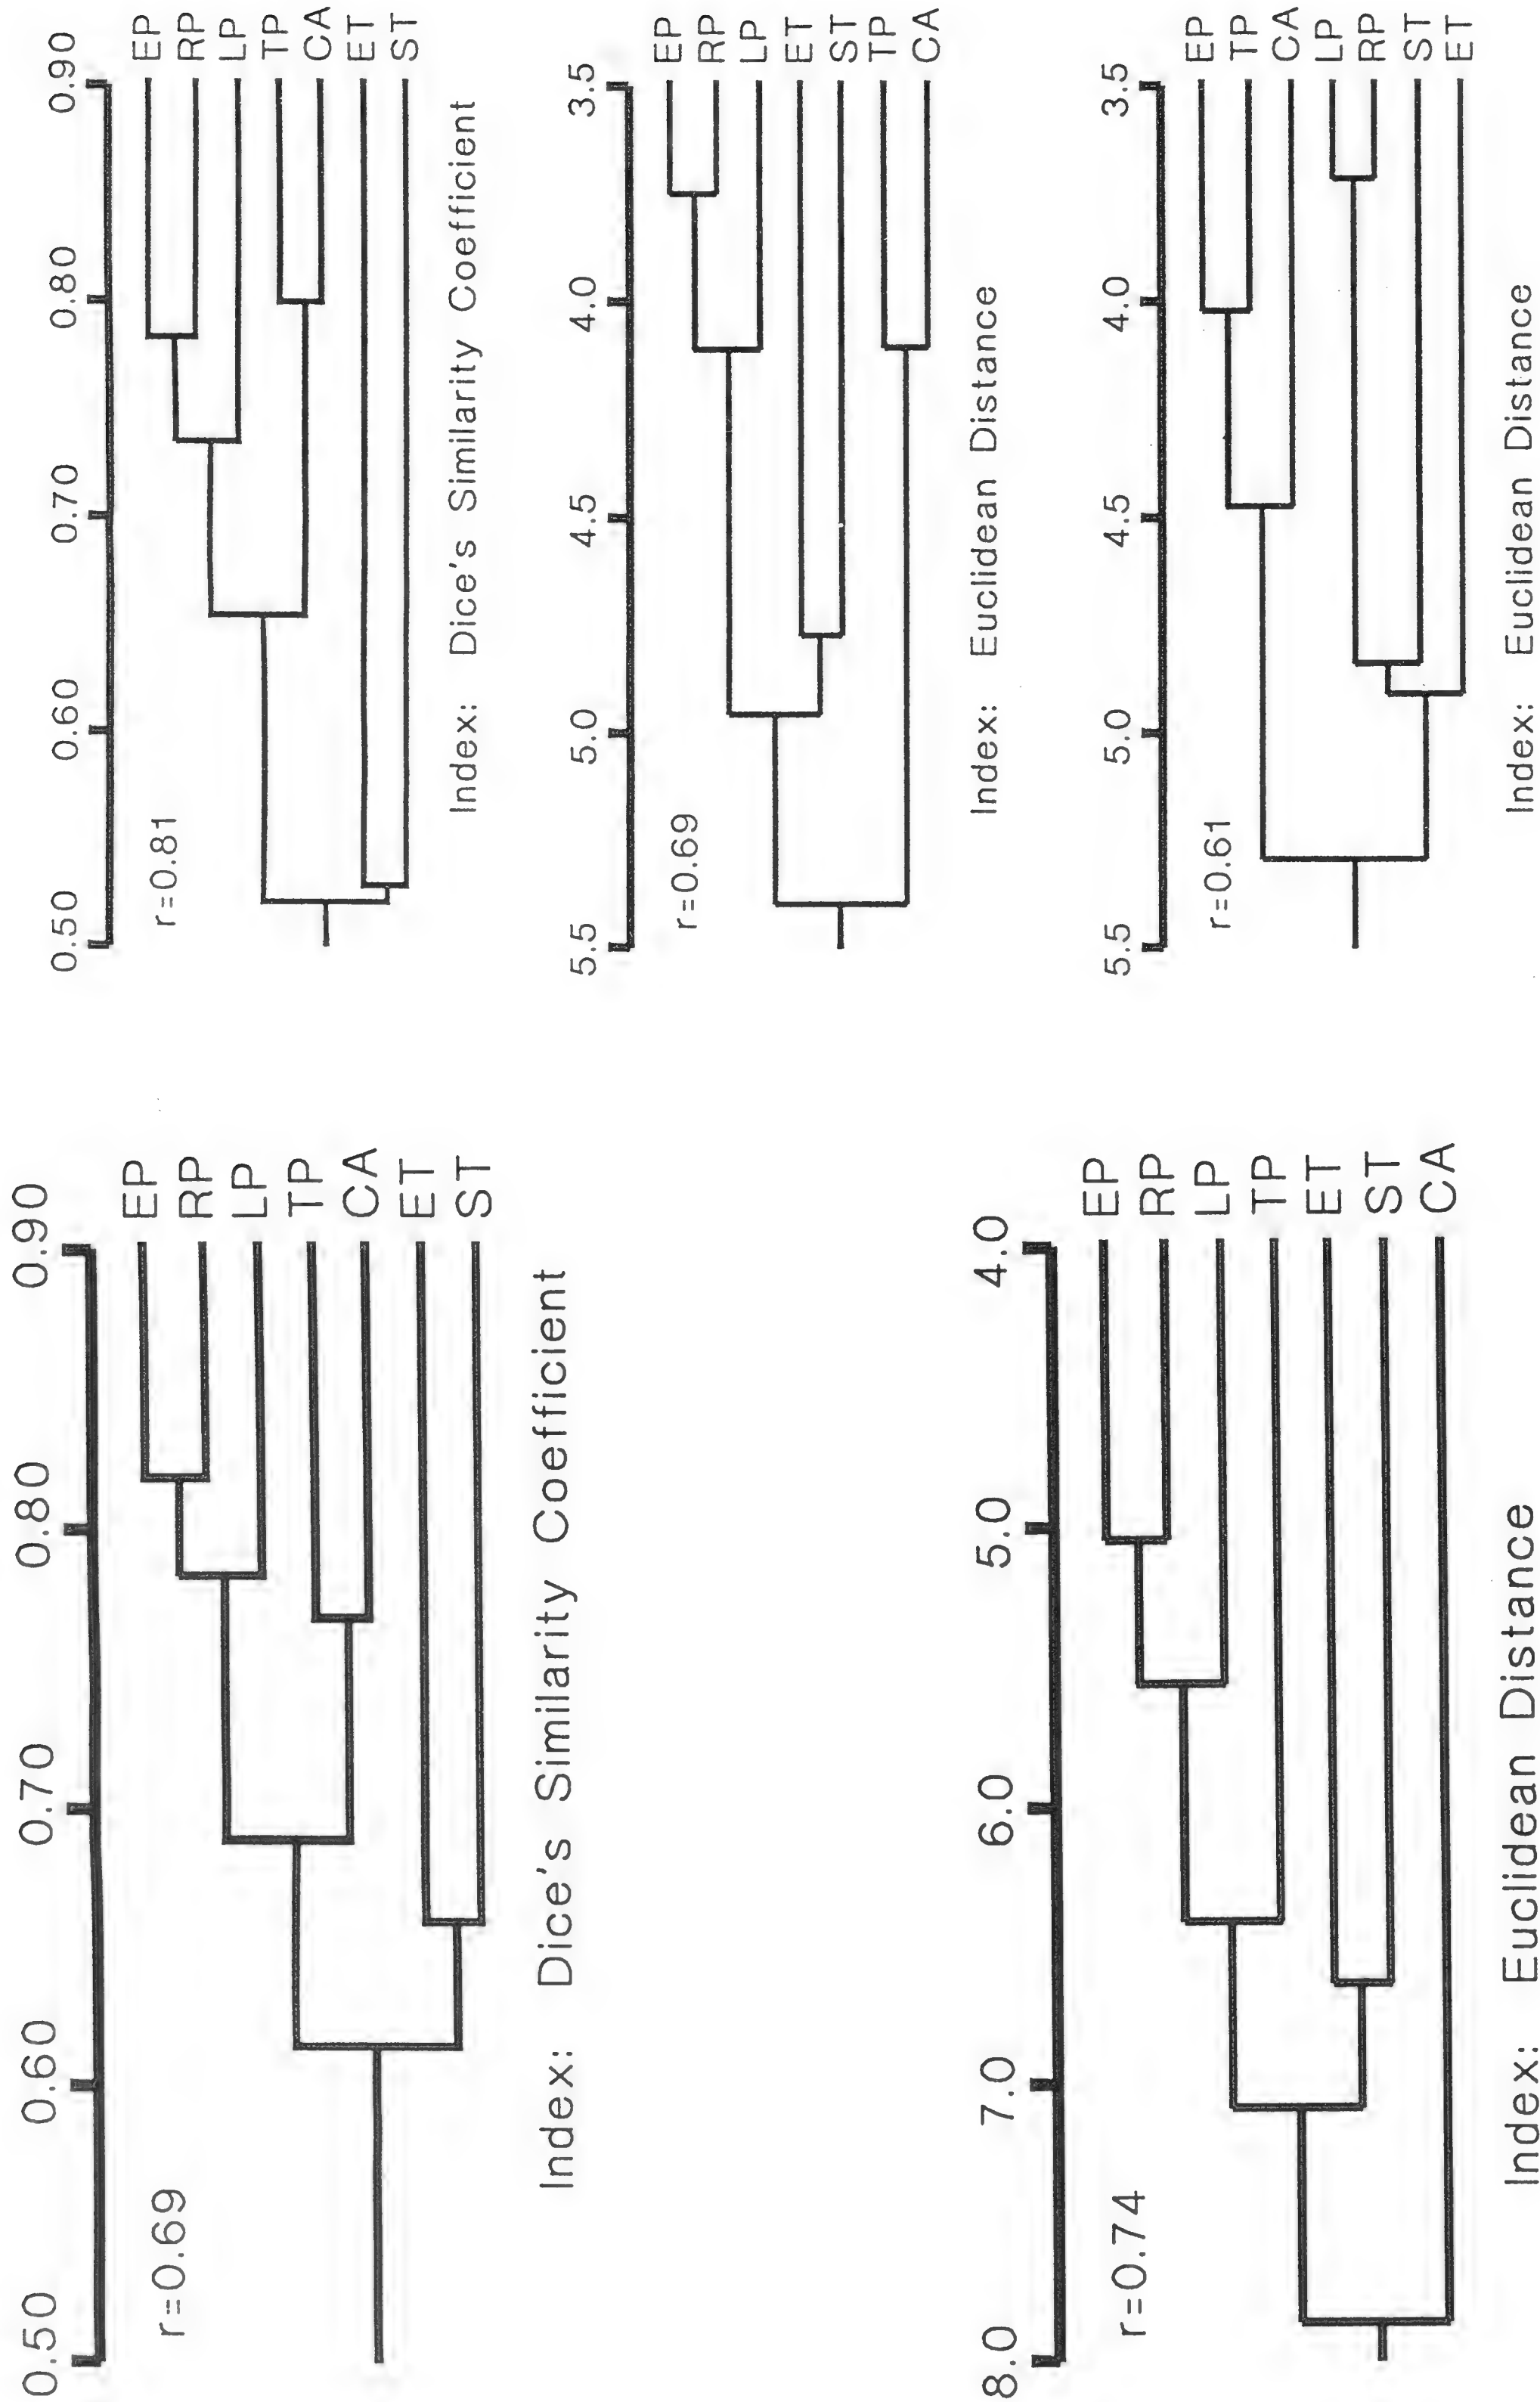 0.50 0.60 0.70 0.80 0.90
r=0.69
EP
RP
LP
TP
CA
ET
ST
Index: Dice's Similarity Coefficient
8.0 7.0 6.0 5.0 4.0
r=0.74
EP
RP
LP
TP
ET
ST
CA
Index: Euclidean Distance
0.50 0.60 0.70 0.80 0.90
r=0.81
EP
RP
LP
TP
CA
ET
ST
Index: Dice's Similarity Coefficient
5.5 5.0 4.5 4.0 3.5
r=0.69
EP
RP
LP
ET
ST
TP
CA
Index: Euclidean Distance
5.5 5.0 4.5 4.0 3.5
r=0.61
EP
TP
CA
LP
RP
ST
ET
Index: Euclidean Distance